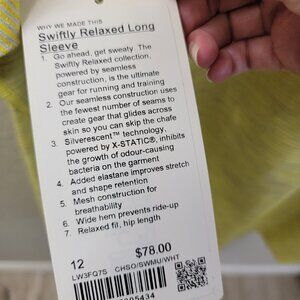 WHY WE MADE THIS
Swiftly Relaxed Long
Sleeve
1. Go ahead, get sweaty. The
Swiftly Relaxed collection,
powered by seamless
construction, is the ultimate
gear for running and training
2. Our seamless construction uses
the fewest number of seams to
create gear that glides across
skin so you can skip the chafe
3. Silverescent™ technology,
powered by X-STATIC®, inhibits
the growth of odour-causing
bacteria on the garment
4. Added elastane improves stretch
and shape retention
5. Mesh construction for
breathability
6. Wide hem prevents ride-up
7. Relaxed fit, hip length
12 $78.00
LW3FQ7S CHSO/SWMU/WHT